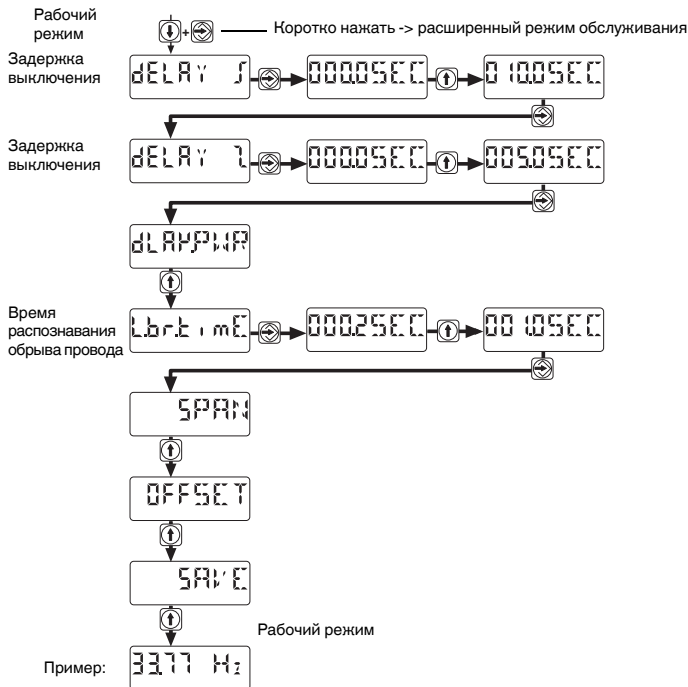 Рабочий
режим
Коротко нажать -> расширенный режим обслуживания
+
Задержка
выключения
dELAY ſ
000.0SEC
010.0SEC
Задержка
выключения
dELAY ʅ
000.0SEC
005.0SEC
dLAY.PWR
Время
распознавания
обрыва провода
Lbr.timE
000.2SEC
001.0SEC
SPAN
OFFSET
SAVE
Рабочий режим
Пример:
33.77 Hz